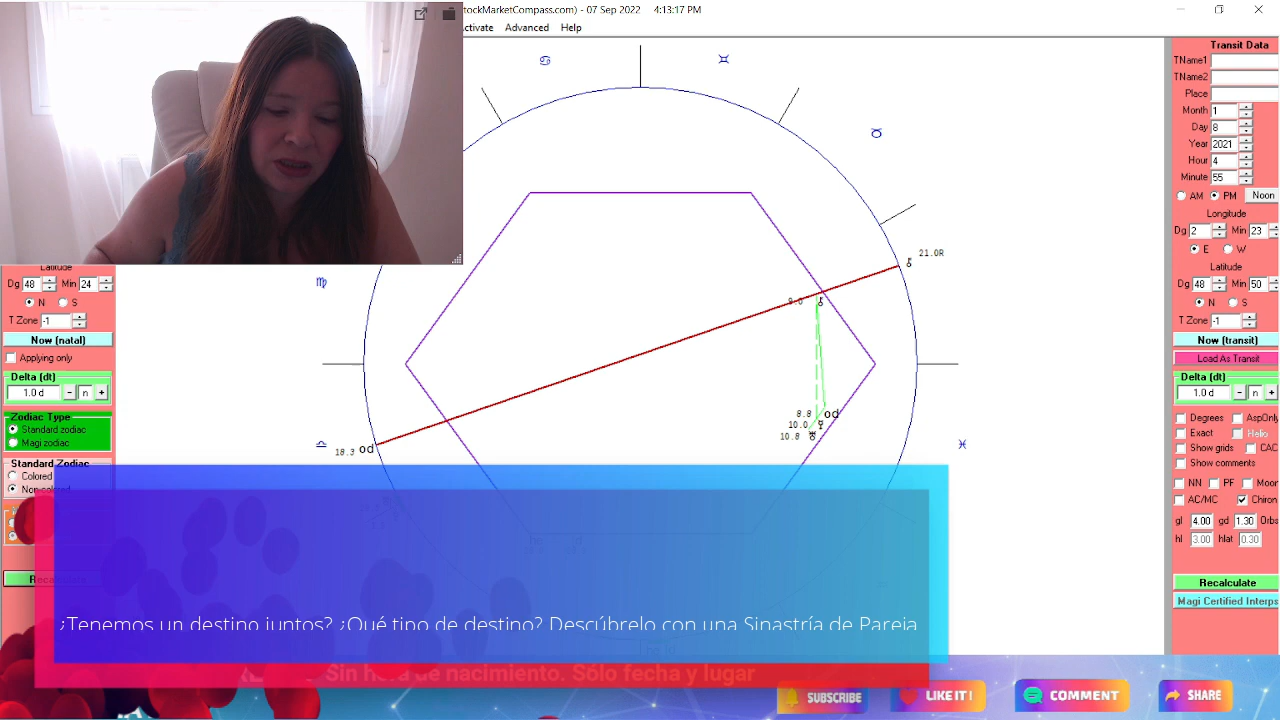 StockMarketCompass.com) - 07 Sep 2022 4:13:17 PM
Advanced Help
Transit Data
TName1
TName2
Place
Month 1
Day 8
Year 2021
Hour 4
Minute 55
AM PM Noon
Longitude
Dg 2 Min 23
E W
Latitude
Dg 48 Min 50
N S
T Zone -1
Now (transit)
Load As Transit
Delta (dt)
1.0 d - n +
Degrees AspOnly
Exact Helio
Show grids CAC
Show comments
NN PF Moon
AC/MC Chiron
gl 4.00 gd 1.30 Orbs
hl 3.00 hlat 0.30
Recalculate
Magi Certified Interps
Latitude
Dg 48 Min 24
N S
T Zone -1
Now (natal)
Applying only
Delta (dt)
1.0 d - n +
Zodiac Type
Standard zodiac
Magi zodiac
Standard Zodiac
Colored
21.0R
9.0
8.8 od
10.0
10.8
18.3 od
¿Tenemos un destino juntos? ¿Qué tipo de destino? Descúbrelo con una Sinastría de Pareja
Sin hora de nacimiento. Sólo fecha y lugar
SUBSCRIBE
LIKE IT!
COMMENT
SHARE